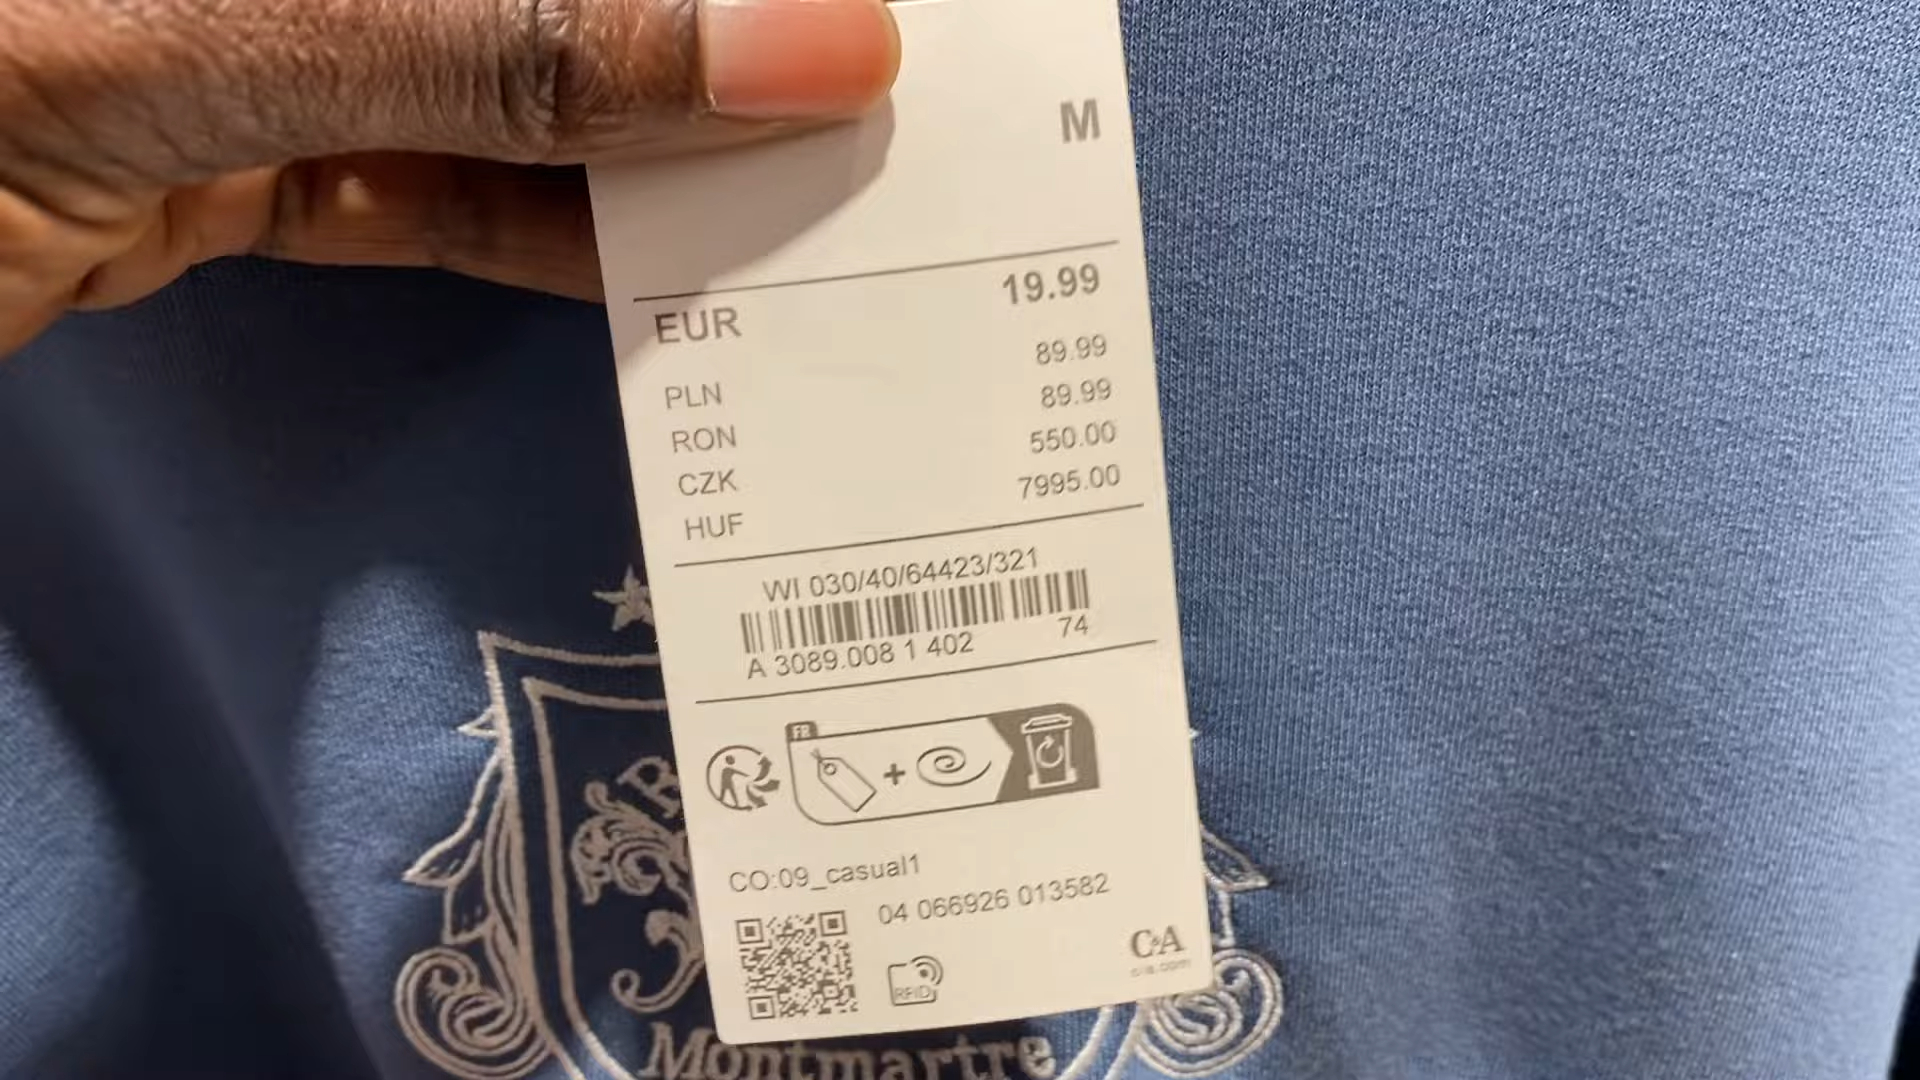 M
EUR 19.99
PLN 89.99
RON 89.99
CZK 550.00
HUF 7995.00
WI 030/40/64423/321
A 3089.008 1 402 74
FR
+
CO:09_casual1
04 066926 013582
RFID
C&A
c-a.com
Montmartre